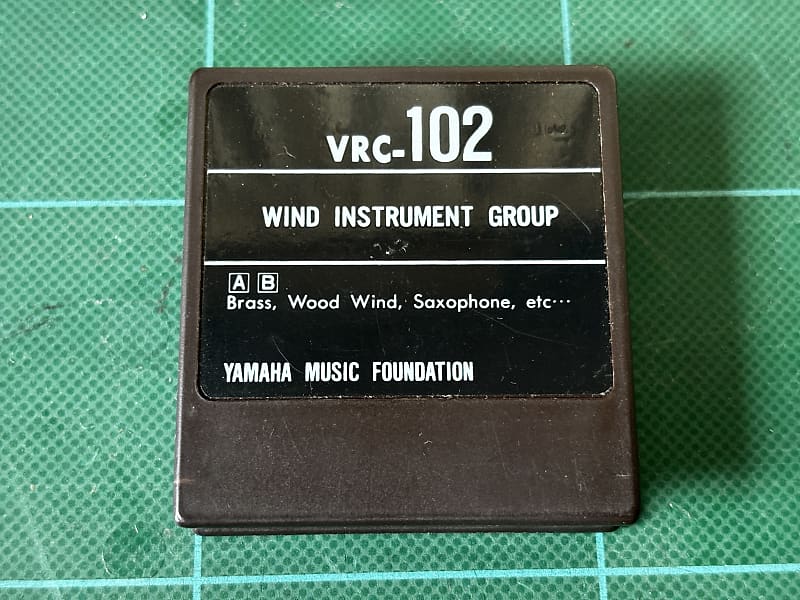 VRC-102
WIND INSTRUMENT GROUP
A B
Brass, Wood Wind, Saxophone, etc…
YAMAHA MUSIC FOUNDATION